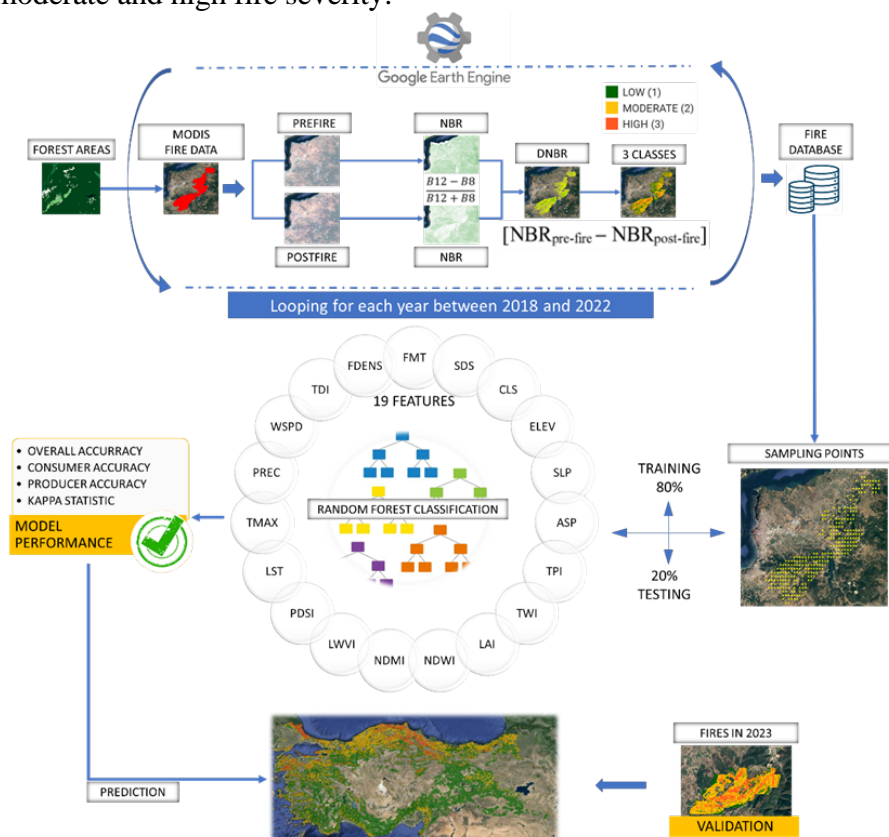 moderate and high fire severity.
Google Earth Engine
LOW (1)
MODERATE (2)
HIGH (3)
FOREST AREAS
MODIS
FIRE DATA
PREFIRE
POSTFIRE
NBR
B12 − B8
B12 + B8
NBR
DNBR
3 CLASSES
[NBRpre-fire − NBRpost-fire]
FIRE
DATABASE
Looping for each year between 2018 and 2022
19 FEATURES
FMT
SDS
CLS
ELEV
SLP
ASP
TPI
TWI
LAI
NDWI
NDMI
LWVI
PDSI
LST
TMAX
PREC
WSPD
TDI
FDENS
RANDOM FOREST CLASSIFICATION
• OVERALL ACCURRACY
• CONSUMER ACCURACY
• PRODUCER ACCURACY
• KAPPA STATISTIC
MODEL
PERFORMANCE
TRAINING
80%
20%
TESTING
SAMPLING POINTS
PREDICTION
FIRES IN 2023
VALIDATION